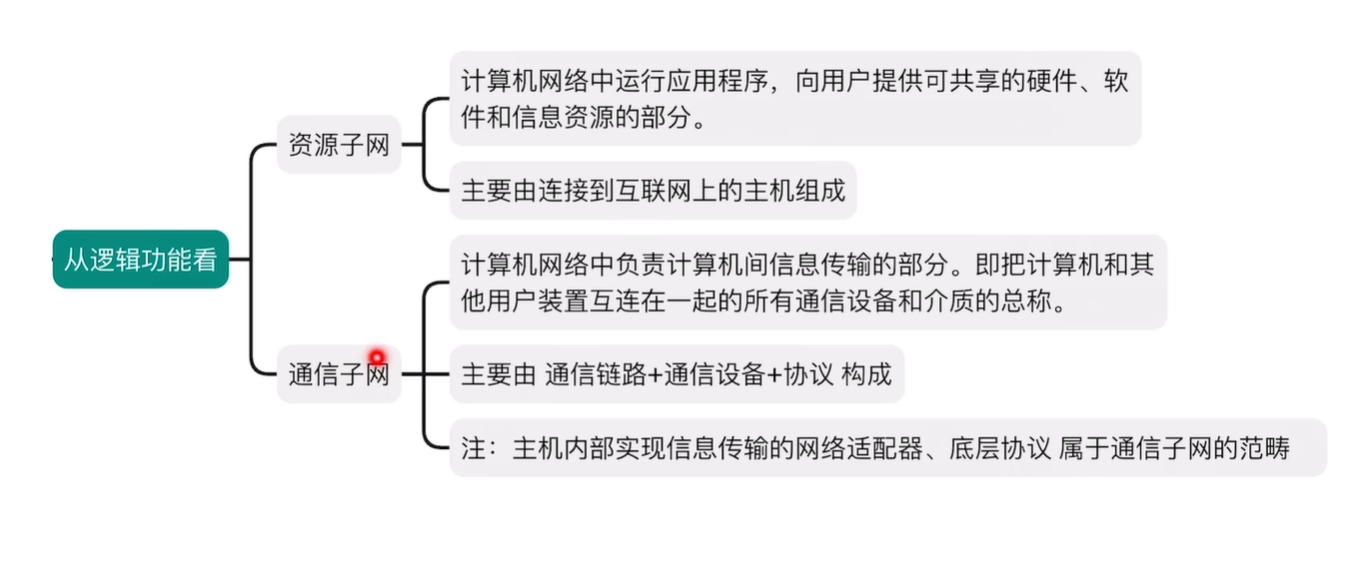 从逻辑功能看
资源子网
计算机网络中运行应用程序，向用户提供可共享的硬件、软
件和信息资源的部分。
主要由连接到互联网上的主机组成
通信子网
计算机网络中负责计算机间信息传输的部分。即把计算机和其
他用户装置互连在一起的所有通信设备和介质的总称。
主要由 通信链路+通信设备+协议 构成
注：主机内部实现信息传输的网络适配器、底层协议 属于通信子网的范畴